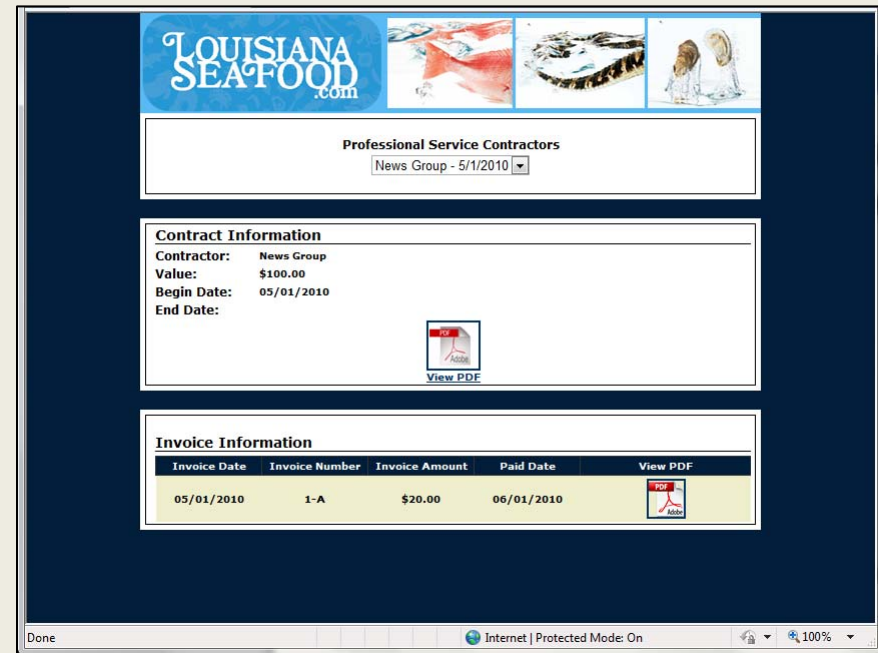 LOUISIANA
SEAFOOD
.com
Professional Service Contractors
News Group - 5/1/2010
Contract Information
Contractor: News Group
Value: $100.00
Begin Date: 05/01/2010
End Date:
PDF
Adobe
View PDF
Invoice Information
Invoice Date Invoice Number Invoice Amount Paid Date View PDF
05/01/2010 1-A $20.00 06/01/2010
PDF
Adobe
Done Internet | Protected Mode: On 100%